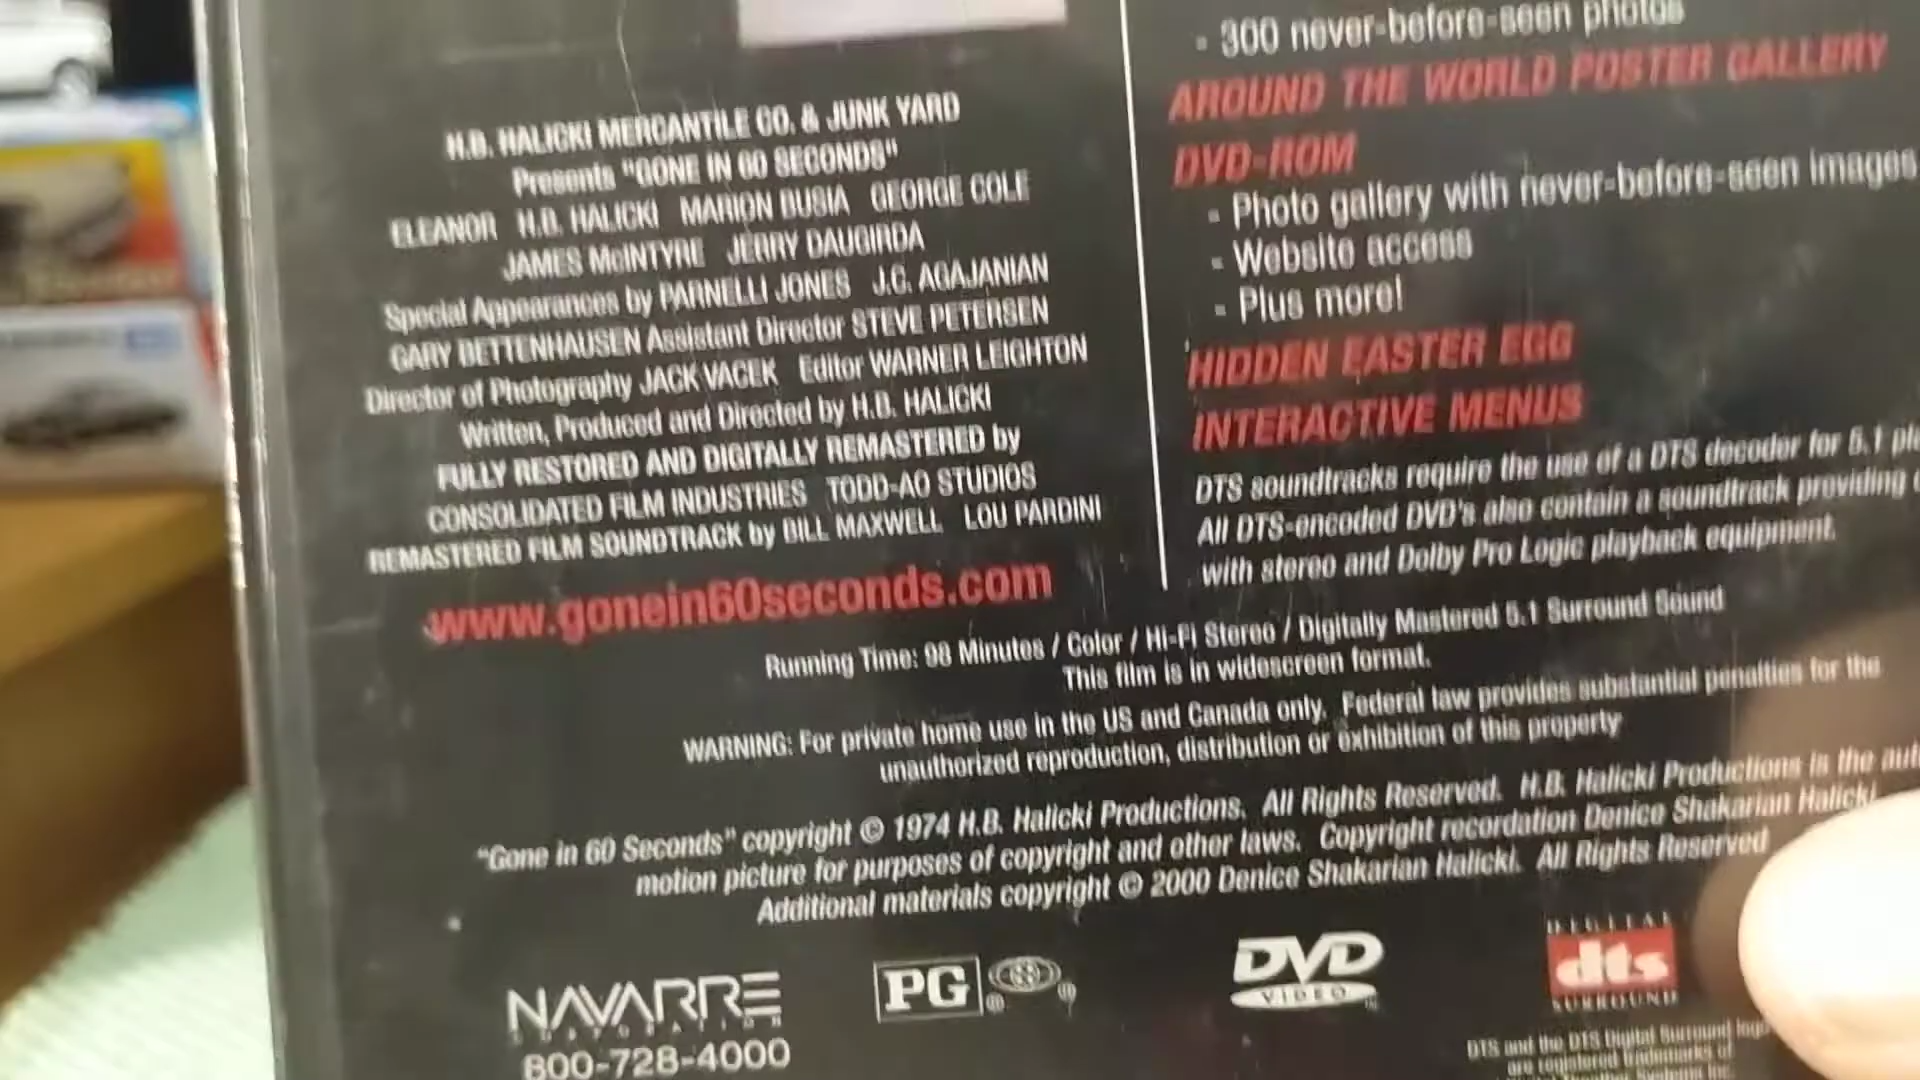 H.B. HALICKI MERCANTILE CO. & JUNK YARD
Presents "GONE IN 60 SECONDS"
ELEANOR H.B. HALICKI MARION BUSIA GEORGE COLE
JAMES McINTYRE JERRY DAUGIRDA
Special Appearances by PARNELLI JONES J.C. AGAJANIAN
GARY BETTENHAUSEN Assistant Director STEVE PETERSEN
Director of Photography JACK VACEK Editor WARNER LEIGHTON
Written, Produced and Directed by H.B. HALICKI
FULLY RESTORED AND DIGITALLY REMASTERED by
CONSOLIDATED FILM INDUSTRIES TODD-AO STUDIOS
REMASTERED FILM SOUNDTRACK by BILL MAXWELL LOU PARDINI
www.gonein60seconds.com
- 300 never-before-seen photos
AROUND THE WORLD POSTER GALLERY
DVD-ROM
- Photo gallery with never-before-seen images
- Website access
- Plus more!
HIDDEN EASTER EGG
INTERACTIVE MENUS
DTS soundtracks require the use of a DTS decoder for 5.1
All DTS-encoded DVD's also contain a soundtrack providing
with stereo and Dolby Pro Logic playback equipment.
Running Time: 98 Minutes / Color / Hi-Fi Stereo / Digitally Mastered 5.1 Surround Sound
This film is in widescreen format.
WARNING: For private home use in the US and Canada only. Federal law provides substantial penalties for the
unauthorized reproduction, distribution or exhibition of this property
"Gone in 60 Seconds" copyright © 1974 H.B. Halicki Productions. All Rights Reserved. H.B. Halicki Productions is the
motion picture for purposes of copyright and other laws. Copyright recordation Denice Shakarian Halicki
Additional materials copyright © 2000 Denice Shakarian Halicki. All Rights Reserved
NAVARRE
CORPORATION
800-728-4000
PG
DVD
VIDEO
DIGITAL
dts
SURROUND
DTS and the DTS Digital Surround logo
are registered trademarks of
Digital Theater Systems Inc.